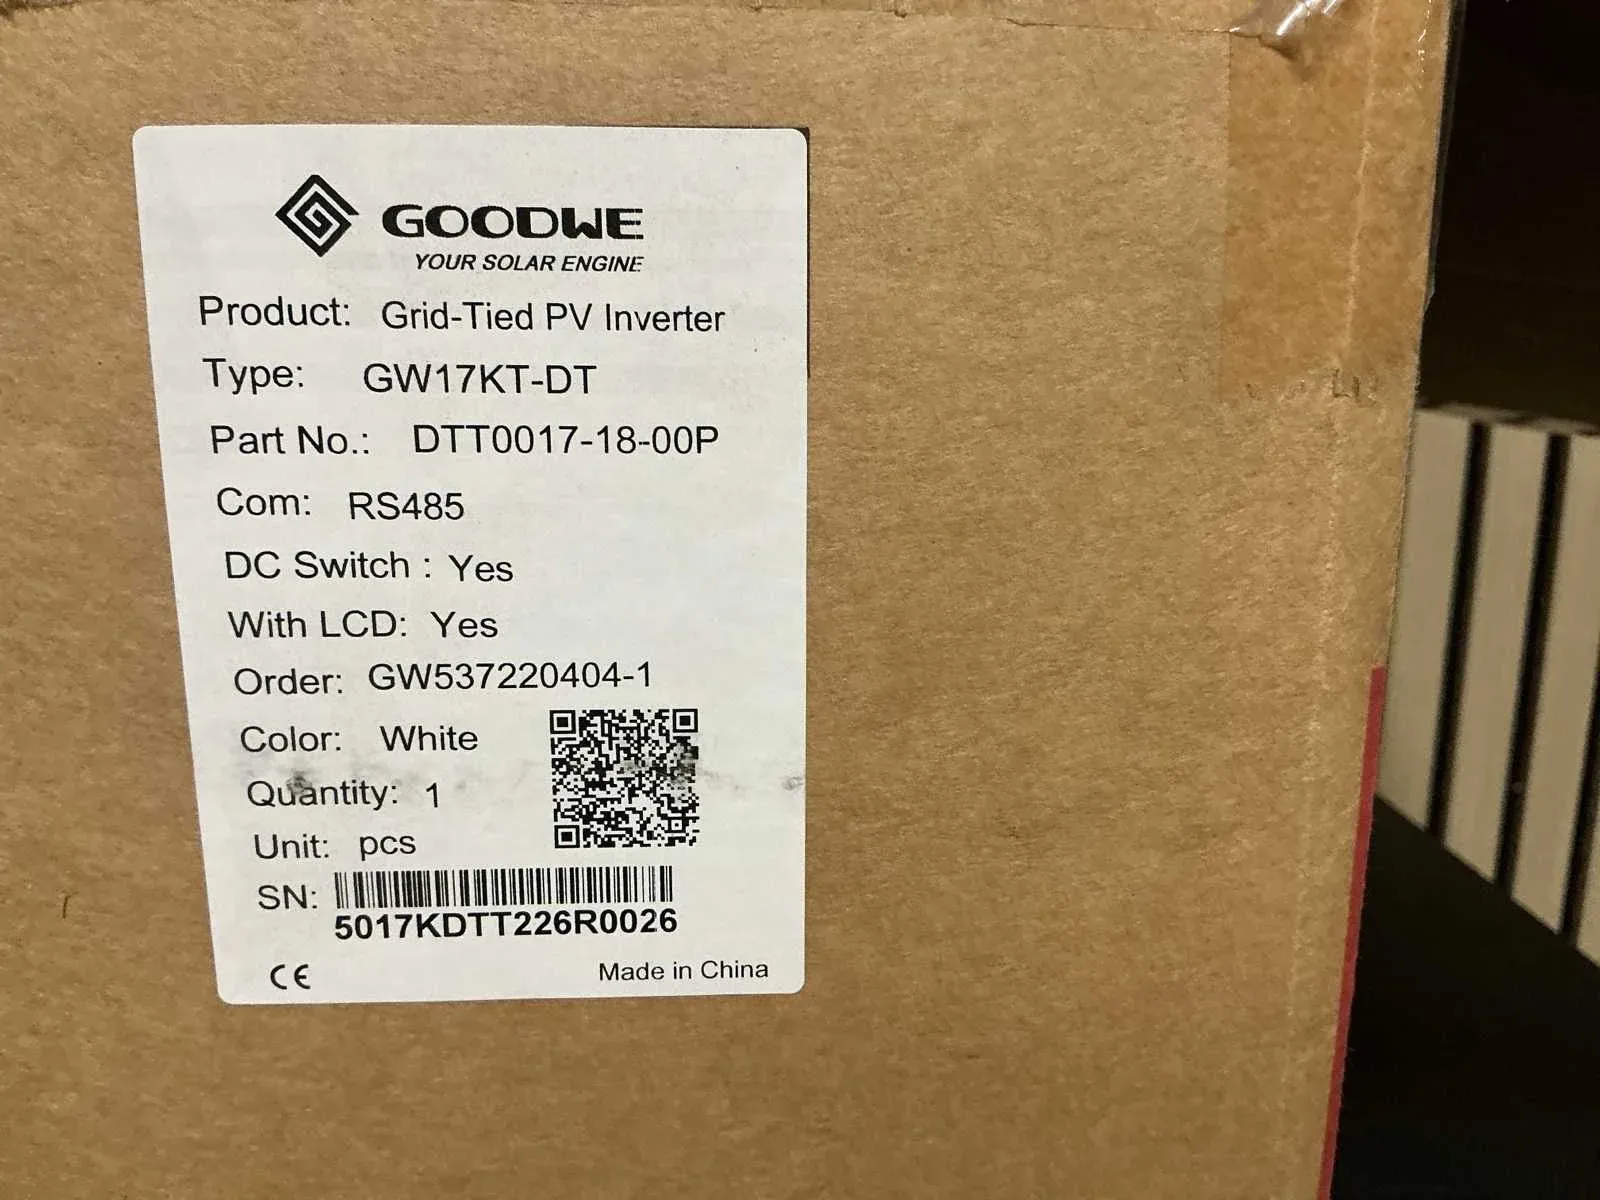 GOODWE
YOUR SOLAR ENGINE
Product: Grid-Tied PV Inverter
Type: GW17KT-DT
Part No.: DTT0017-18-00P
Com: RS485
DC Switch : Yes
With LCD: Yes
Order: GW537220404-1
Color: White
Quantity: 1
Unit: pcs
SN:
5017KDTT226R0026
CE
Made in China